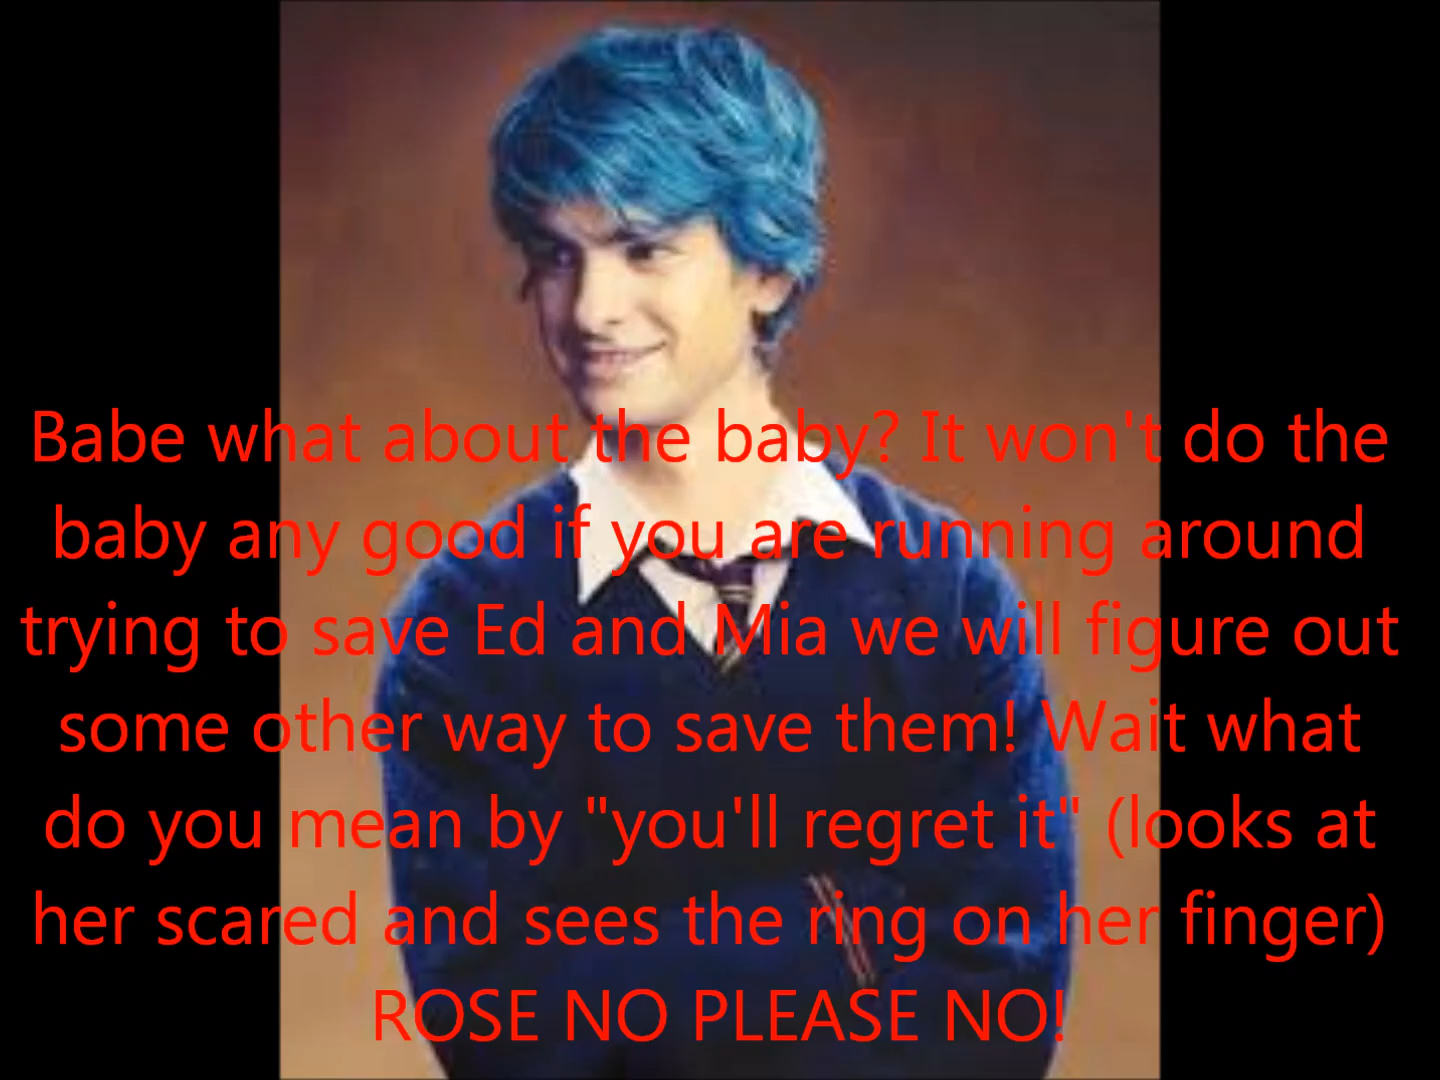 Babe what about the baby? It won't do the
baby any good if you are running around
trying to save Ed and Mia we will figure out
some other way to save them! Wait what
do you mean by "you'll regret it" (looks at
her scared and sees the ring on her finger)
ROSE NO PLEASE NO!